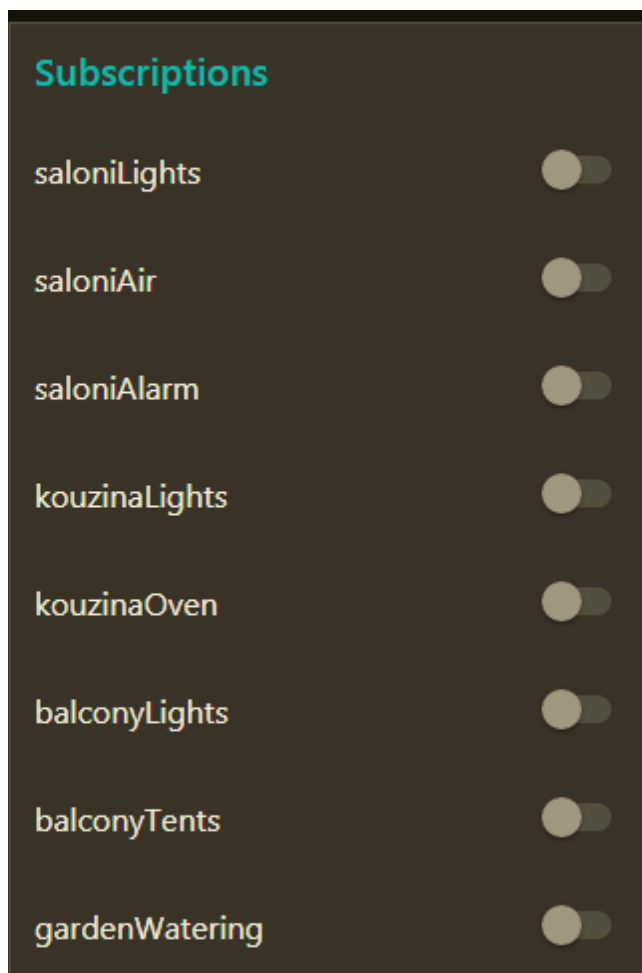 Subscriptions
saloniLights
saloniAir
saloniAlarm
kouzinaLights
kouzinaOven
balconyLights
balconyTents
gardenWatering